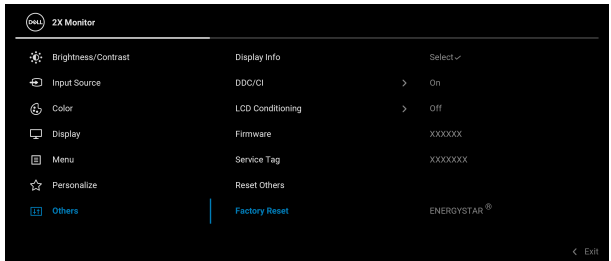 DELL 2X Monitor
Brightness/Contrast Display Info Select✓
Input Source DDC/CI > On
Color LCD Conditioning > Off
Display Firmware XXXXXX
Menu Service Tag XXXXXXX
Personalize Reset Others
Others Factory Reset ENERGYSTAR ®
< Exit